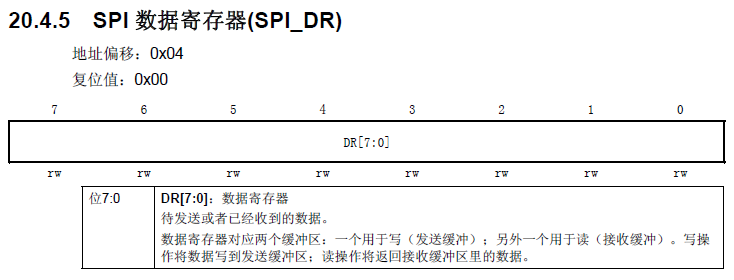 20.4.5 SPI 数据寄存器(SPI_DR)
地址偏移：0x04
复位值：0x00
7 6 5 4 3 2 1 0
DR[7:0]
rw rw rw rw rw rw rw rw
位7:0 DR[7:0]：数据寄存器
待发送或者已经收到的数据。
数据寄存器对应两个缓冲区：一个用于写（发送缓冲）；另外一个用于读（接收缓冲）。写操
作将数据写到发送缓冲区；读操作将返回接收缓冲区里的数据。